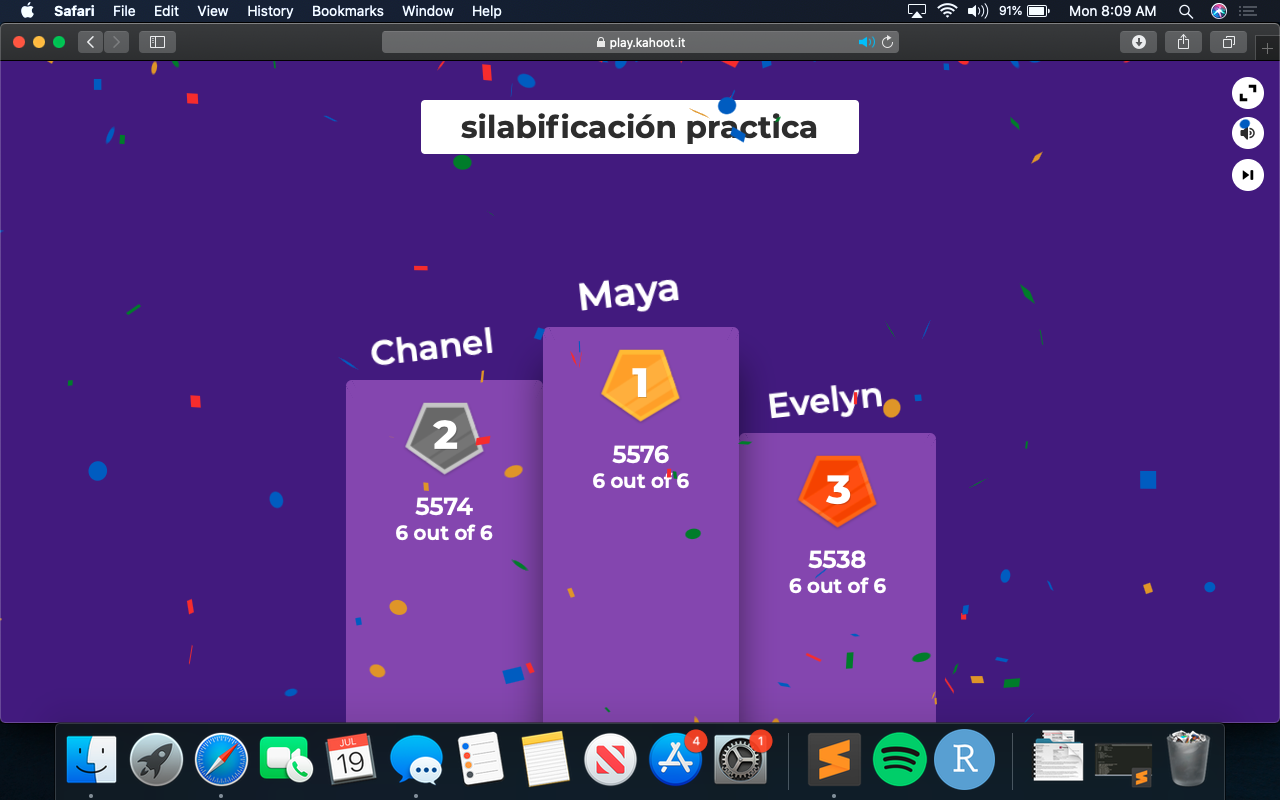 Safari File Edit View History Bookmarks Window Help 91% Mon 8:09 AM
play.kahoot.it
silabificación practica
Maya
Chanel
Evelyn
1
5576
6 out of 6
2
5574
6 out of 6
3
5538
6 out of 6
JUL
19
4
1
N
S
R
S